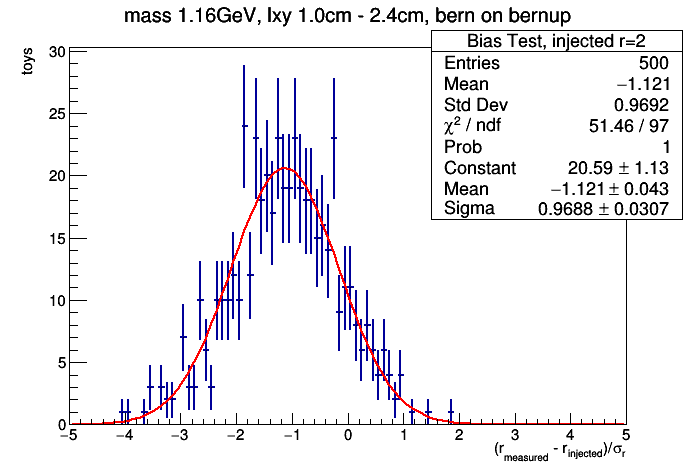 mass 1.16GeV, lxy 1.0cm - 2.4cm, bern on bernup
Bias Test, injected r=2
Entries 500
Mean −1.121
Std Dev 0.9692
χ² / ndf 51.46 / 97
Prob 1
Constant 20.59 ± 1.13
Mean −1.121 ± 0.043
Sigma 0.9688 ± 0.0307
toys
30
25
20
15
10
5
0
−5 −4 −3 −2 −1 0 1 2 3 4 5
(r_measured - r_injected)/σ_r